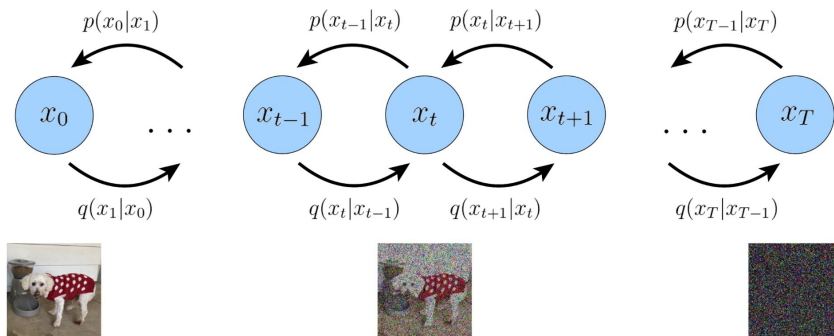 p(x_0|x_1) p(x_{t-1}|x_t) p(x_t|x_{t+1}) p(x_{T-1}|x_T)
x_0 ... x_{t-1} x_t x_{t+1} ... x_T
q(x_1|x_0) q(x_t|x_{t-1}) q(x_{t+1}|x_t) q(x_T|x_{T-1})